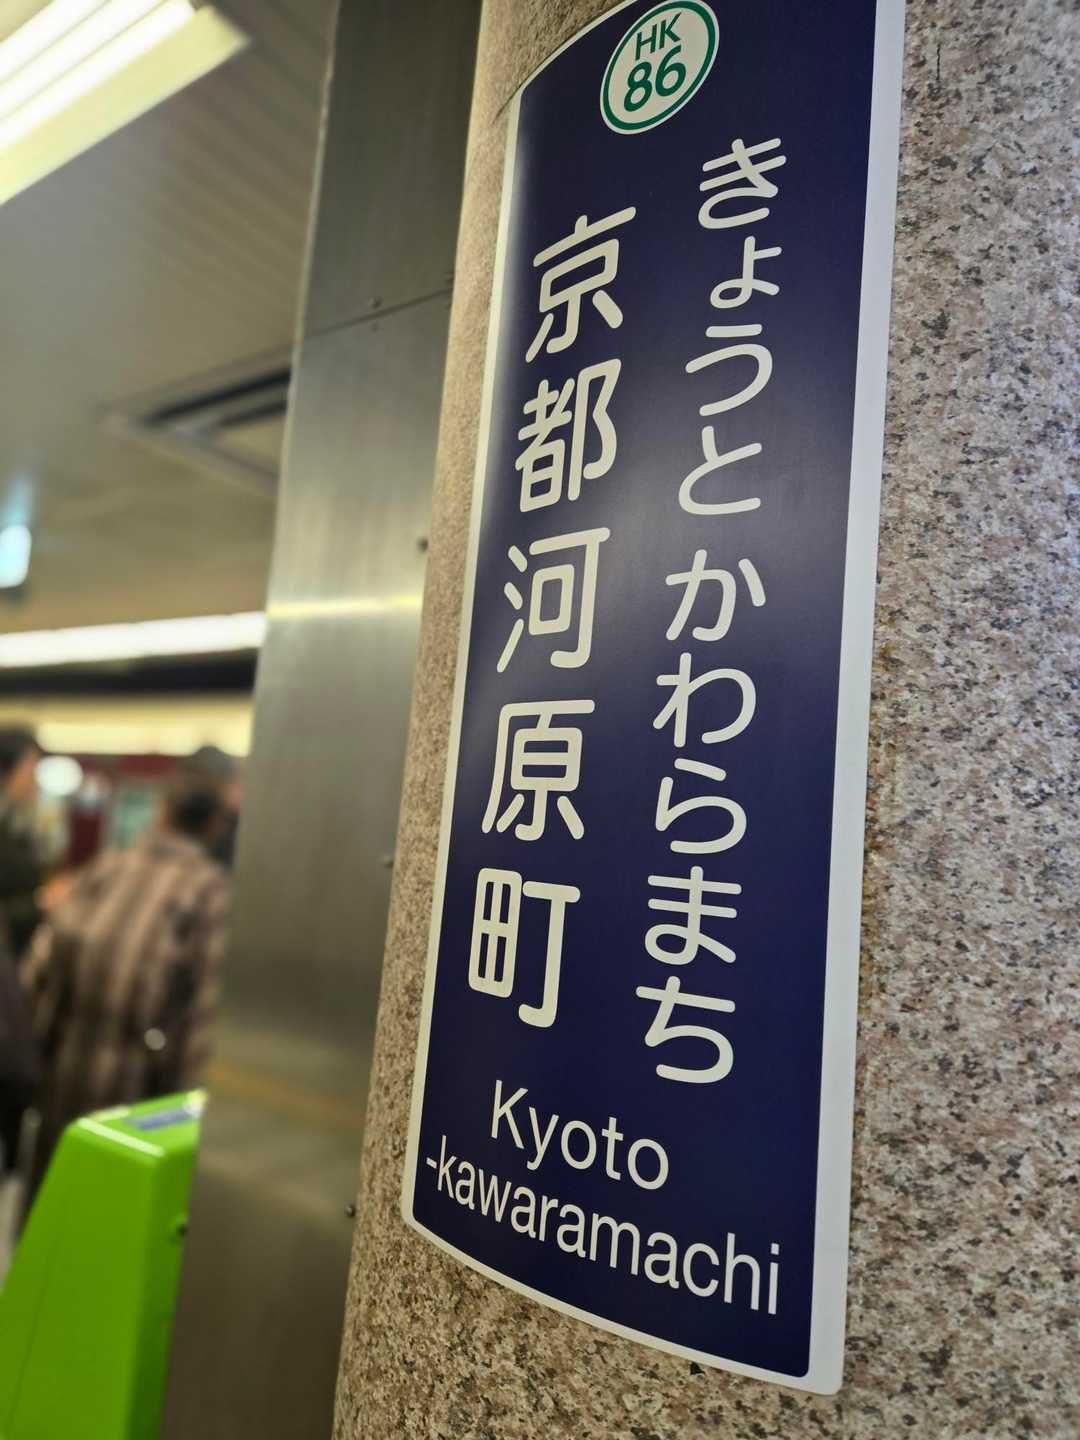 HK
86
きょうと かわらまち
京都河原町
Kyoto
-kawaramachi